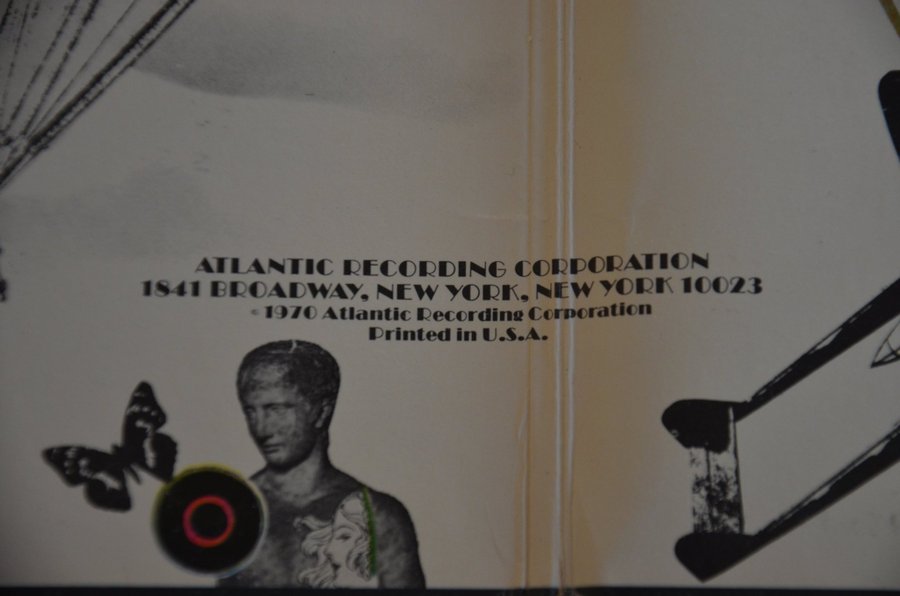 ATLANTIC RECORDING CORPORATION
1841 BROADWAY, NEW YORK, NEW YORK 10023
©1970 Atlantic Recording Corporation
Printed in U.S.A.